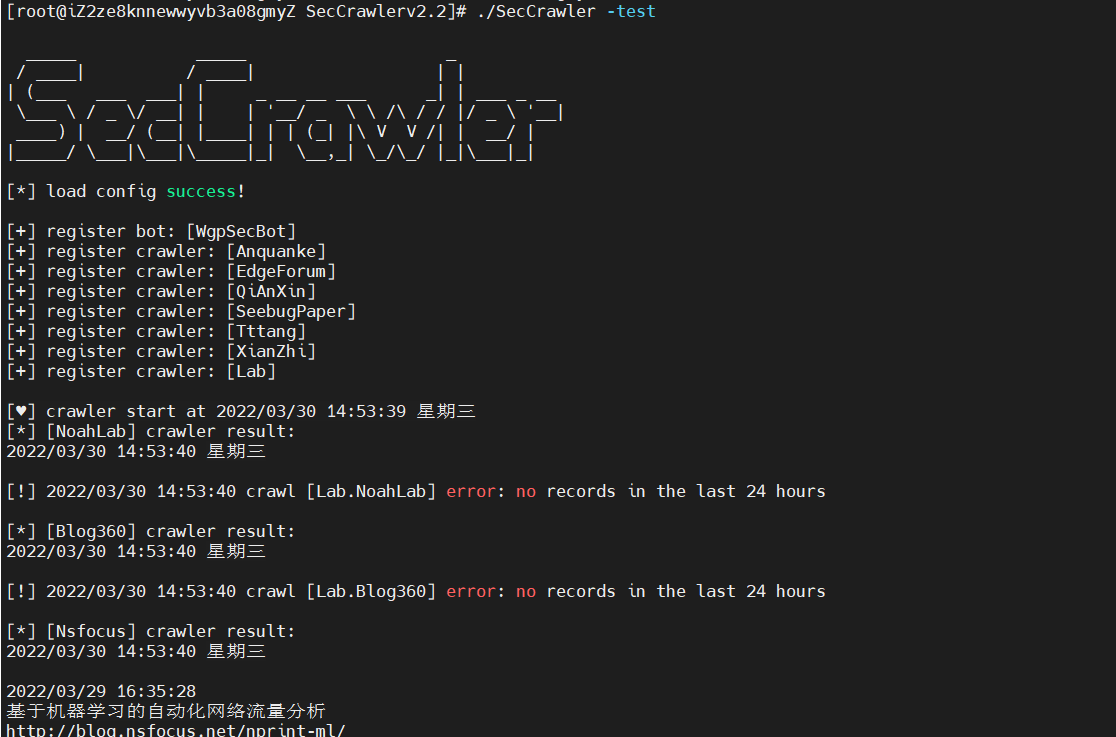 [root@iZ2ze8knnewwyvb3a08gmyZ SecCrawlerv2.2]# ./SecCrawler -test
SecCrawler
[*] load config success!
[+] register bot: [WgpSecBot]
[+] register crawler: [Anquanke]
[+] register crawler: [EdgeForum]
[+] register crawler: [QiAnXin]
[+] register crawler: [SeebugPaper]
[+] register crawler: [Tttang]
[+] register crawler: [XianZhi]
[+] register crawler: [Lab]
[♥] crawler start at 2022/03/30 14:53:39 星期三
[*] [NoahLab] crawler result:
2022/03/30 14:53:40 星期三
[!] 2022/03/30 14:53:40 crawl [Lab.NoahLab] error: no records in the last 24 hours
[*] [Blog360] crawler result:
2022/03/30 14:53:40 星期三
[!] 2022/03/30 14:53:40 crawl [Lab.Blog360] error: no records in the last 24 hours
[*] [Nsfocus] crawler result:
2022/03/30 14:53:40 星期三
2022/03/29 16:35:28
基于机器学习的自动化网络流量分析
http://blog.nsfocus.net/nprint-ml/